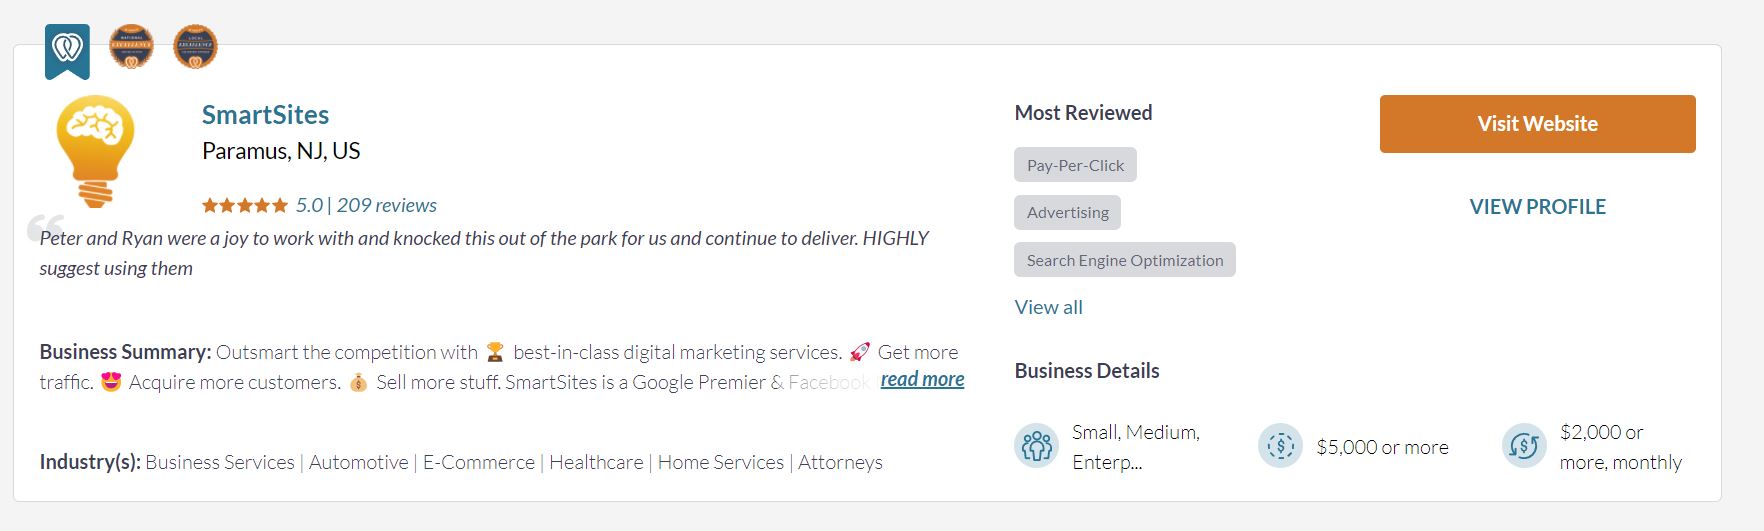 NATIONAL
EXCELLENCE
LOCAL
EXCELLENCE
SmartSites
Paramus, NJ, US
5.0 | 209 reviews
Peter and Ryan were a joy to work with and knocked this out of the park for us and continue to deliver. HIGHLY
suggest using them
Business Summary: Outsmart the competition with 🏆 best-in-class digital marketing services. 🚀 Get more
traffic. 😍 Acquire more customers. 💰 Sell more stuff. SmartSites is a Google Premier & Facebook read more
Industry(s): Business Services | Automotive | E-Commerce | Healthcare | Home Services | Attorneys
Most Reviewed
Pay-Per-Click
Advertising
Search Engine Optimization
View all
Business Details
Small, Medium,
Enterp...
$5,000 or more
$2,000 or
more, monthly
Visit Website
VIEW PROFILE